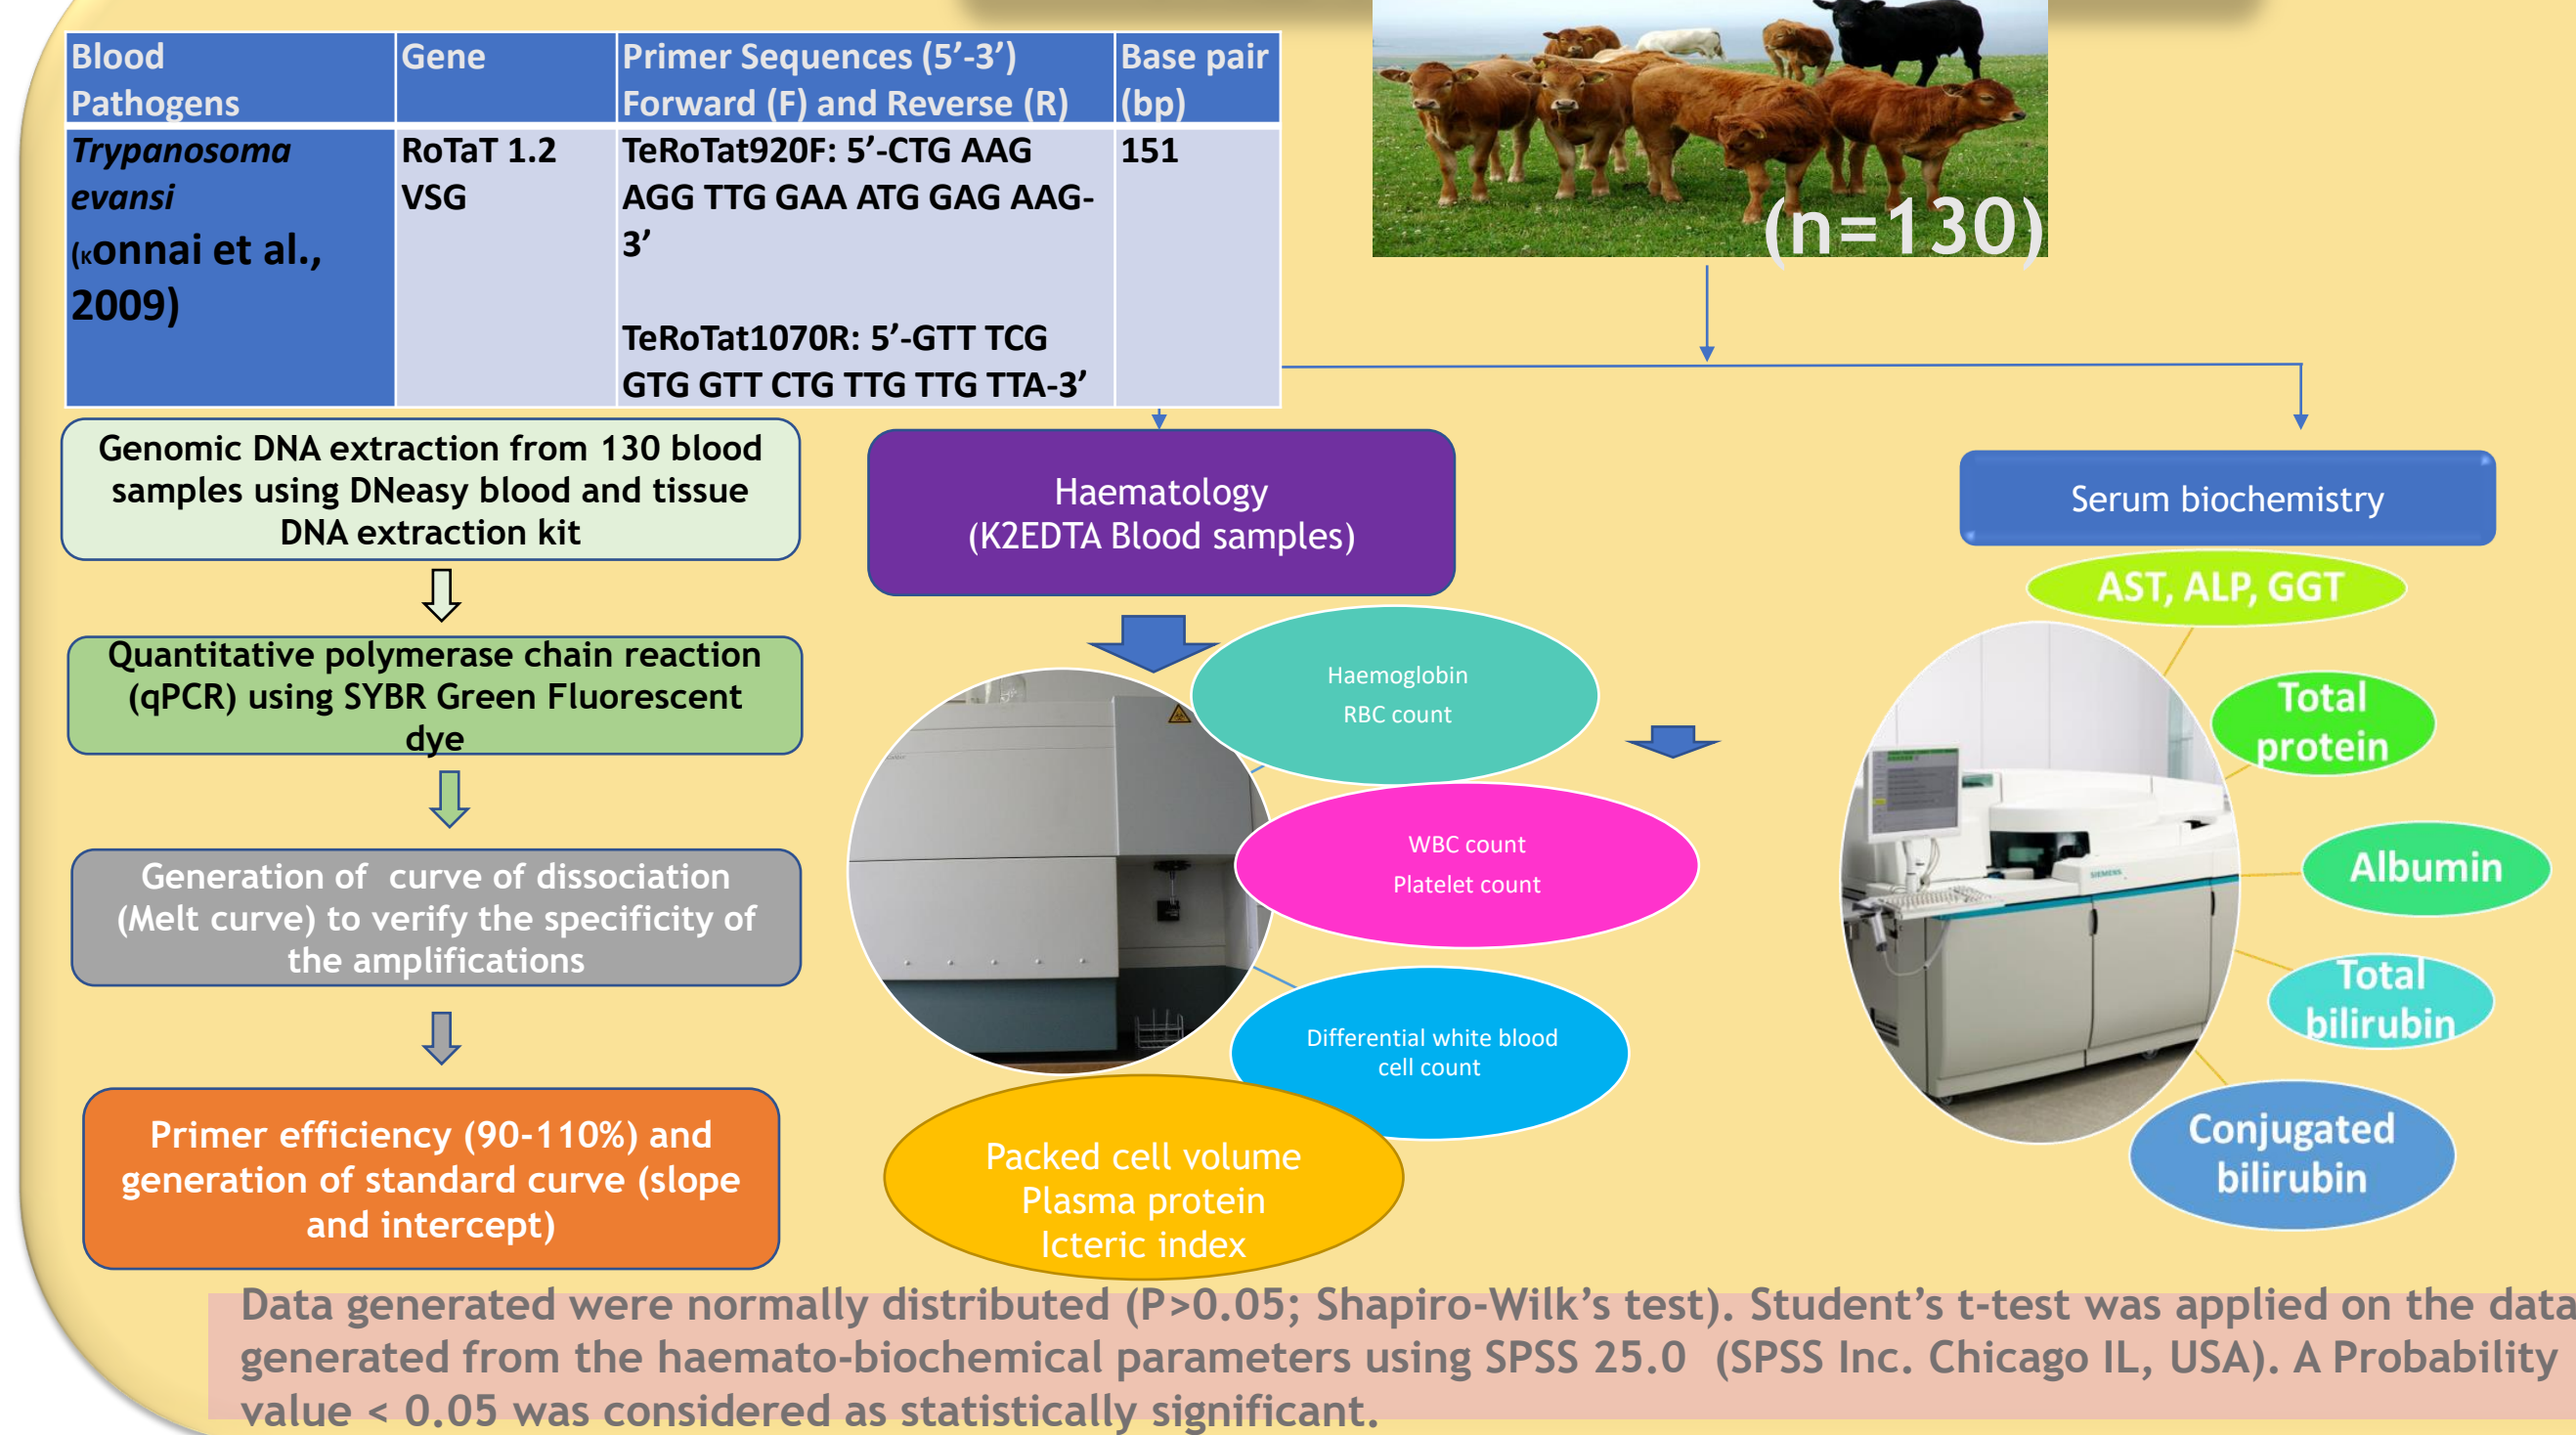 Blood
Pathogens
Gene
Primer Sequences (5’-3’)
Forward (F) and Reverse (R)
Base pair
(bp)
Trypanosoma
evansi
(Konnai et al.,
2009)
RoTaT 1.2
VSG
TeRoTat920F: 5’-CTG AAG
AGG TTG GAA ATG GAG AAG-
3’
TeRoTat1070R: 5’-GTT TCG
GTG GTT CTG TTG TTG TTA-3’
151
(n=130)
Genomic DNA extraction from 130 blood
samples using DNeasy blood and tissue
DNA extraction kit
Quantitative polymerase chain reaction
(qPCR) using SYBR Green Fluorescent
dye
Generation of  curve of dissociation
(Melt curve) to verify the specificity of
the amplifications
Primer efficiency (90-110%) and
generation of standard curve (slope
and intercept)
Haematology
(K2EDTA Blood samples)
Haemoglobin
RBC count
WBC count
Platelet count
Differential white blood
cell count
Packed cell volume
Plasma protein
Icteric index
Serum biochemistry
AST, ALP, GGT
Total
protein
Albumin
Total
bilirubin
Conjugated
bilirubin
SIEMENS
Data generated were normally distributed (P>0.05; Shapiro-Wilk’s test). Student’s t-test was applied on the data
generated from the haemato-biochemical parameters using SPSS 25.0  (SPSS Inc. Chicago IL, USA). A Probability
value < 0.05 was considered as statistically significant.